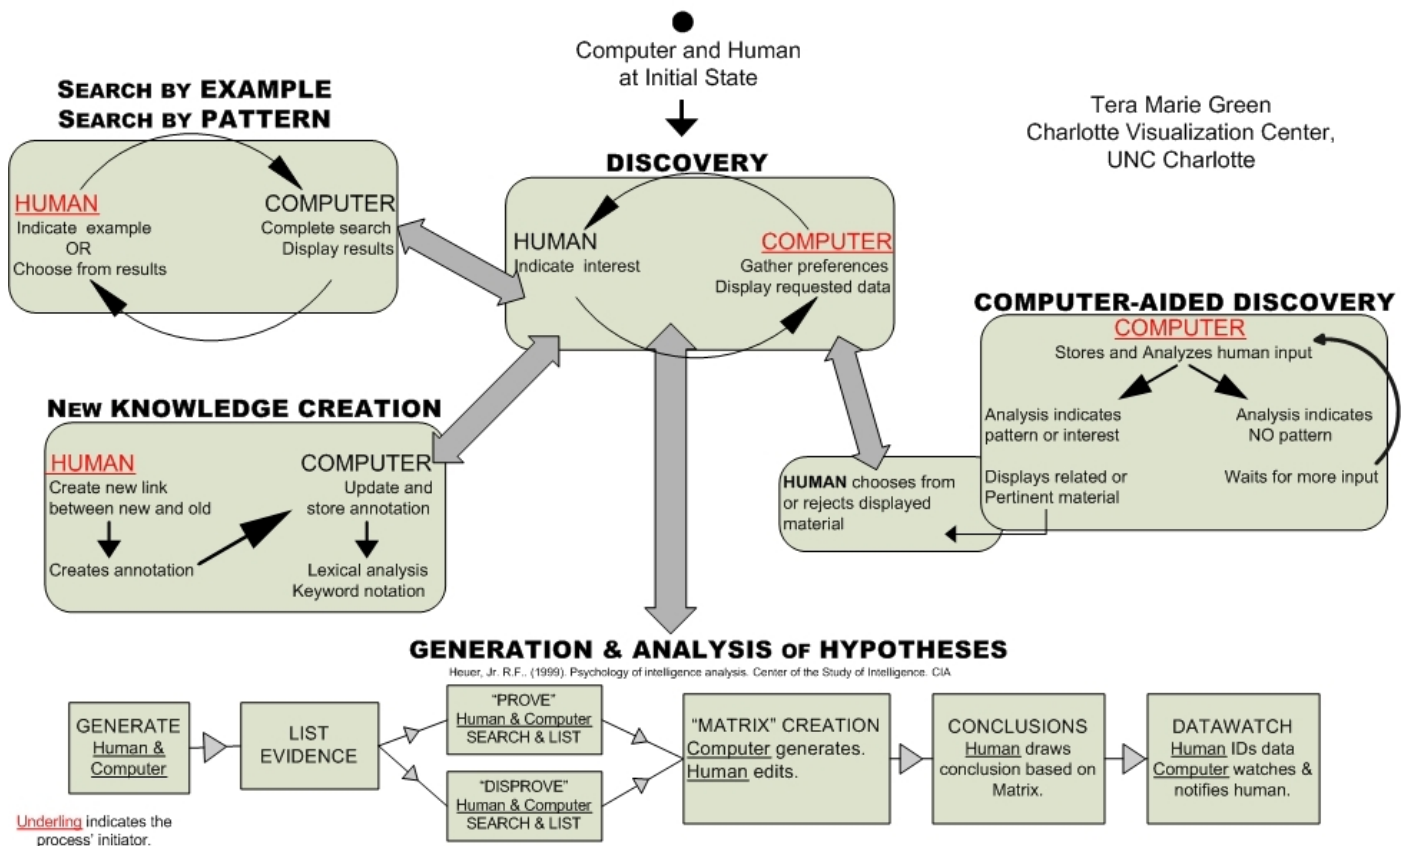 Computer and Human
at Initial State
Tera Marie Green
Charlotte Visualization Center,
UNC Charlotte
SEARCH BY EXAMPLE
SEARCH BY PATTERN
HUMAN
Indicate example
OR
Choose from results
COMPUTER
Complete search
Display results
DISCOVERY
HUMAN
Indicate interest
COMPUTER
Gather preferences
Display requested data
COMPUTER-AIDED DISCOVERY
COMPUTER
Stores and Analyzes human input
Analysis indicates
pattern or interest
Displays related or
Pertinent material
Analysis indicates
NO pattern
Waits for more input
HUMAN chooses from
or rejects displayed
material
NEW KNOWLEDGE CREATION
HUMAN
Create new link
between new and old
Creates annotation
COMPUTER
Update and
store annotation
Lexical analysis
Keyword notation
GENERATION & ANALYSIS OF HYPOTHESES
Heuer, Jr. R.F.. (1999). Psychology of intelligence analysis. Center of the Study of Intelligence. CIA
GENERATE
Human &
Computer
LIST
EVIDENCE
“PROVE”
Human & Computer
SEARCH & LIST
“DISPROVE”
Human & Computer
SEARCH & LIST
“MATRIX” CREATION
Computer generates.
Human edits.
CONCLUSIONS
Human draws
conclusion based on
Matrix.
DATAWATCH
Human IDs data
Computer watches &
notifies human.
Underling indicates the
process’ initiator.